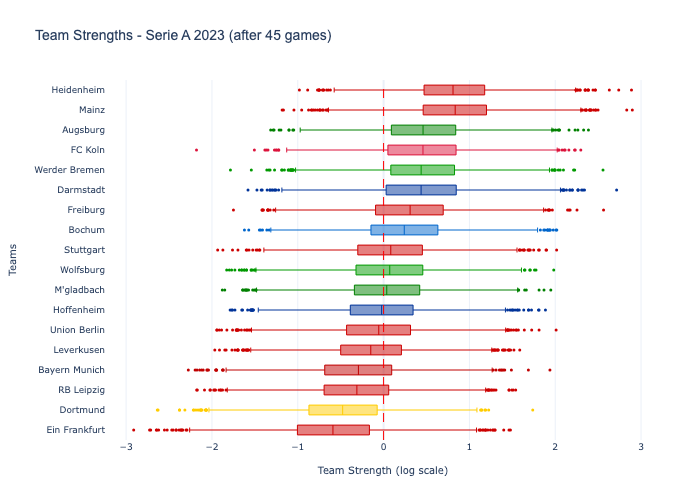 Team Strengths - Serie A 2023 (after 45 games)
Heidenheim
Mainz
Augsburg
FC Koln
Werder Bremen
Darmstadt
Freiburg
Bochum
Stuttgart
Wolfsburg
M'gladbach
Hoffenheim
Union Berlin
Leverkusen
Bayern Munich
RB Leipzig
Dortmund
Ein Frankfurt
Teams
−3 −2 −1 0 1 2 3
Team Strength (log scale)